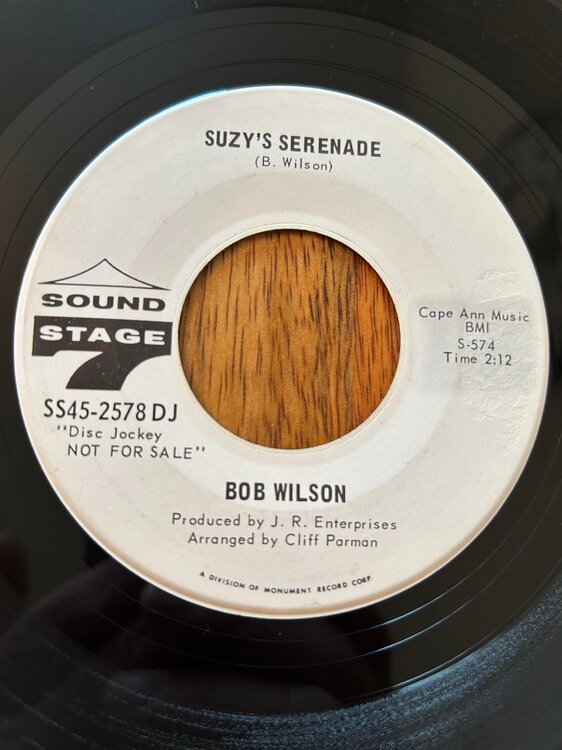 SUZY'S SERENADE
(B. Wilson)
SOUND
STAGE
7
SS45-2578 DJ
"Disc Jockey
NOT FOR SALE"
Cape Ann Music
BMI
S-574
Time 2:12
BOB WILSON
Produced by J. R. Enterprises
Arranged by Cliff Parman
A DIVISION OF MONUMENT RECORD CORP.